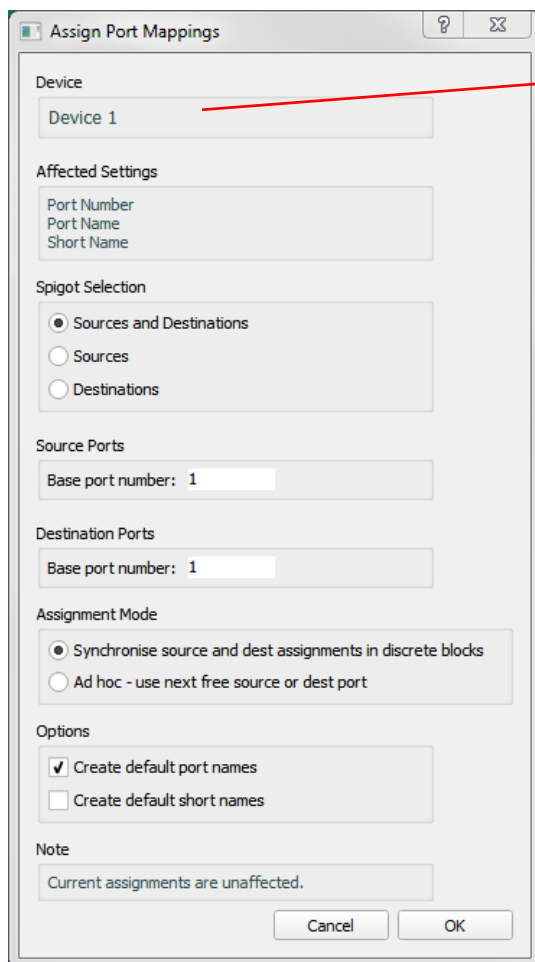 Assign Port Mappings
Device
Device 1
Affected Settings
Port Number
Port Name
Short Name
Spigot Selection
Sources and Destinations
Sources
Destinations
Source Ports
Base port number: 1
Destination Ports
Base port number: 1
Assignment Mode
Synchronise source and dest assignments in discrete blocks
Ad hoc - use next free source or dest port
Options
Create default port names
Create default short names
Note
Current assignments are unaffected.
Cancel OK